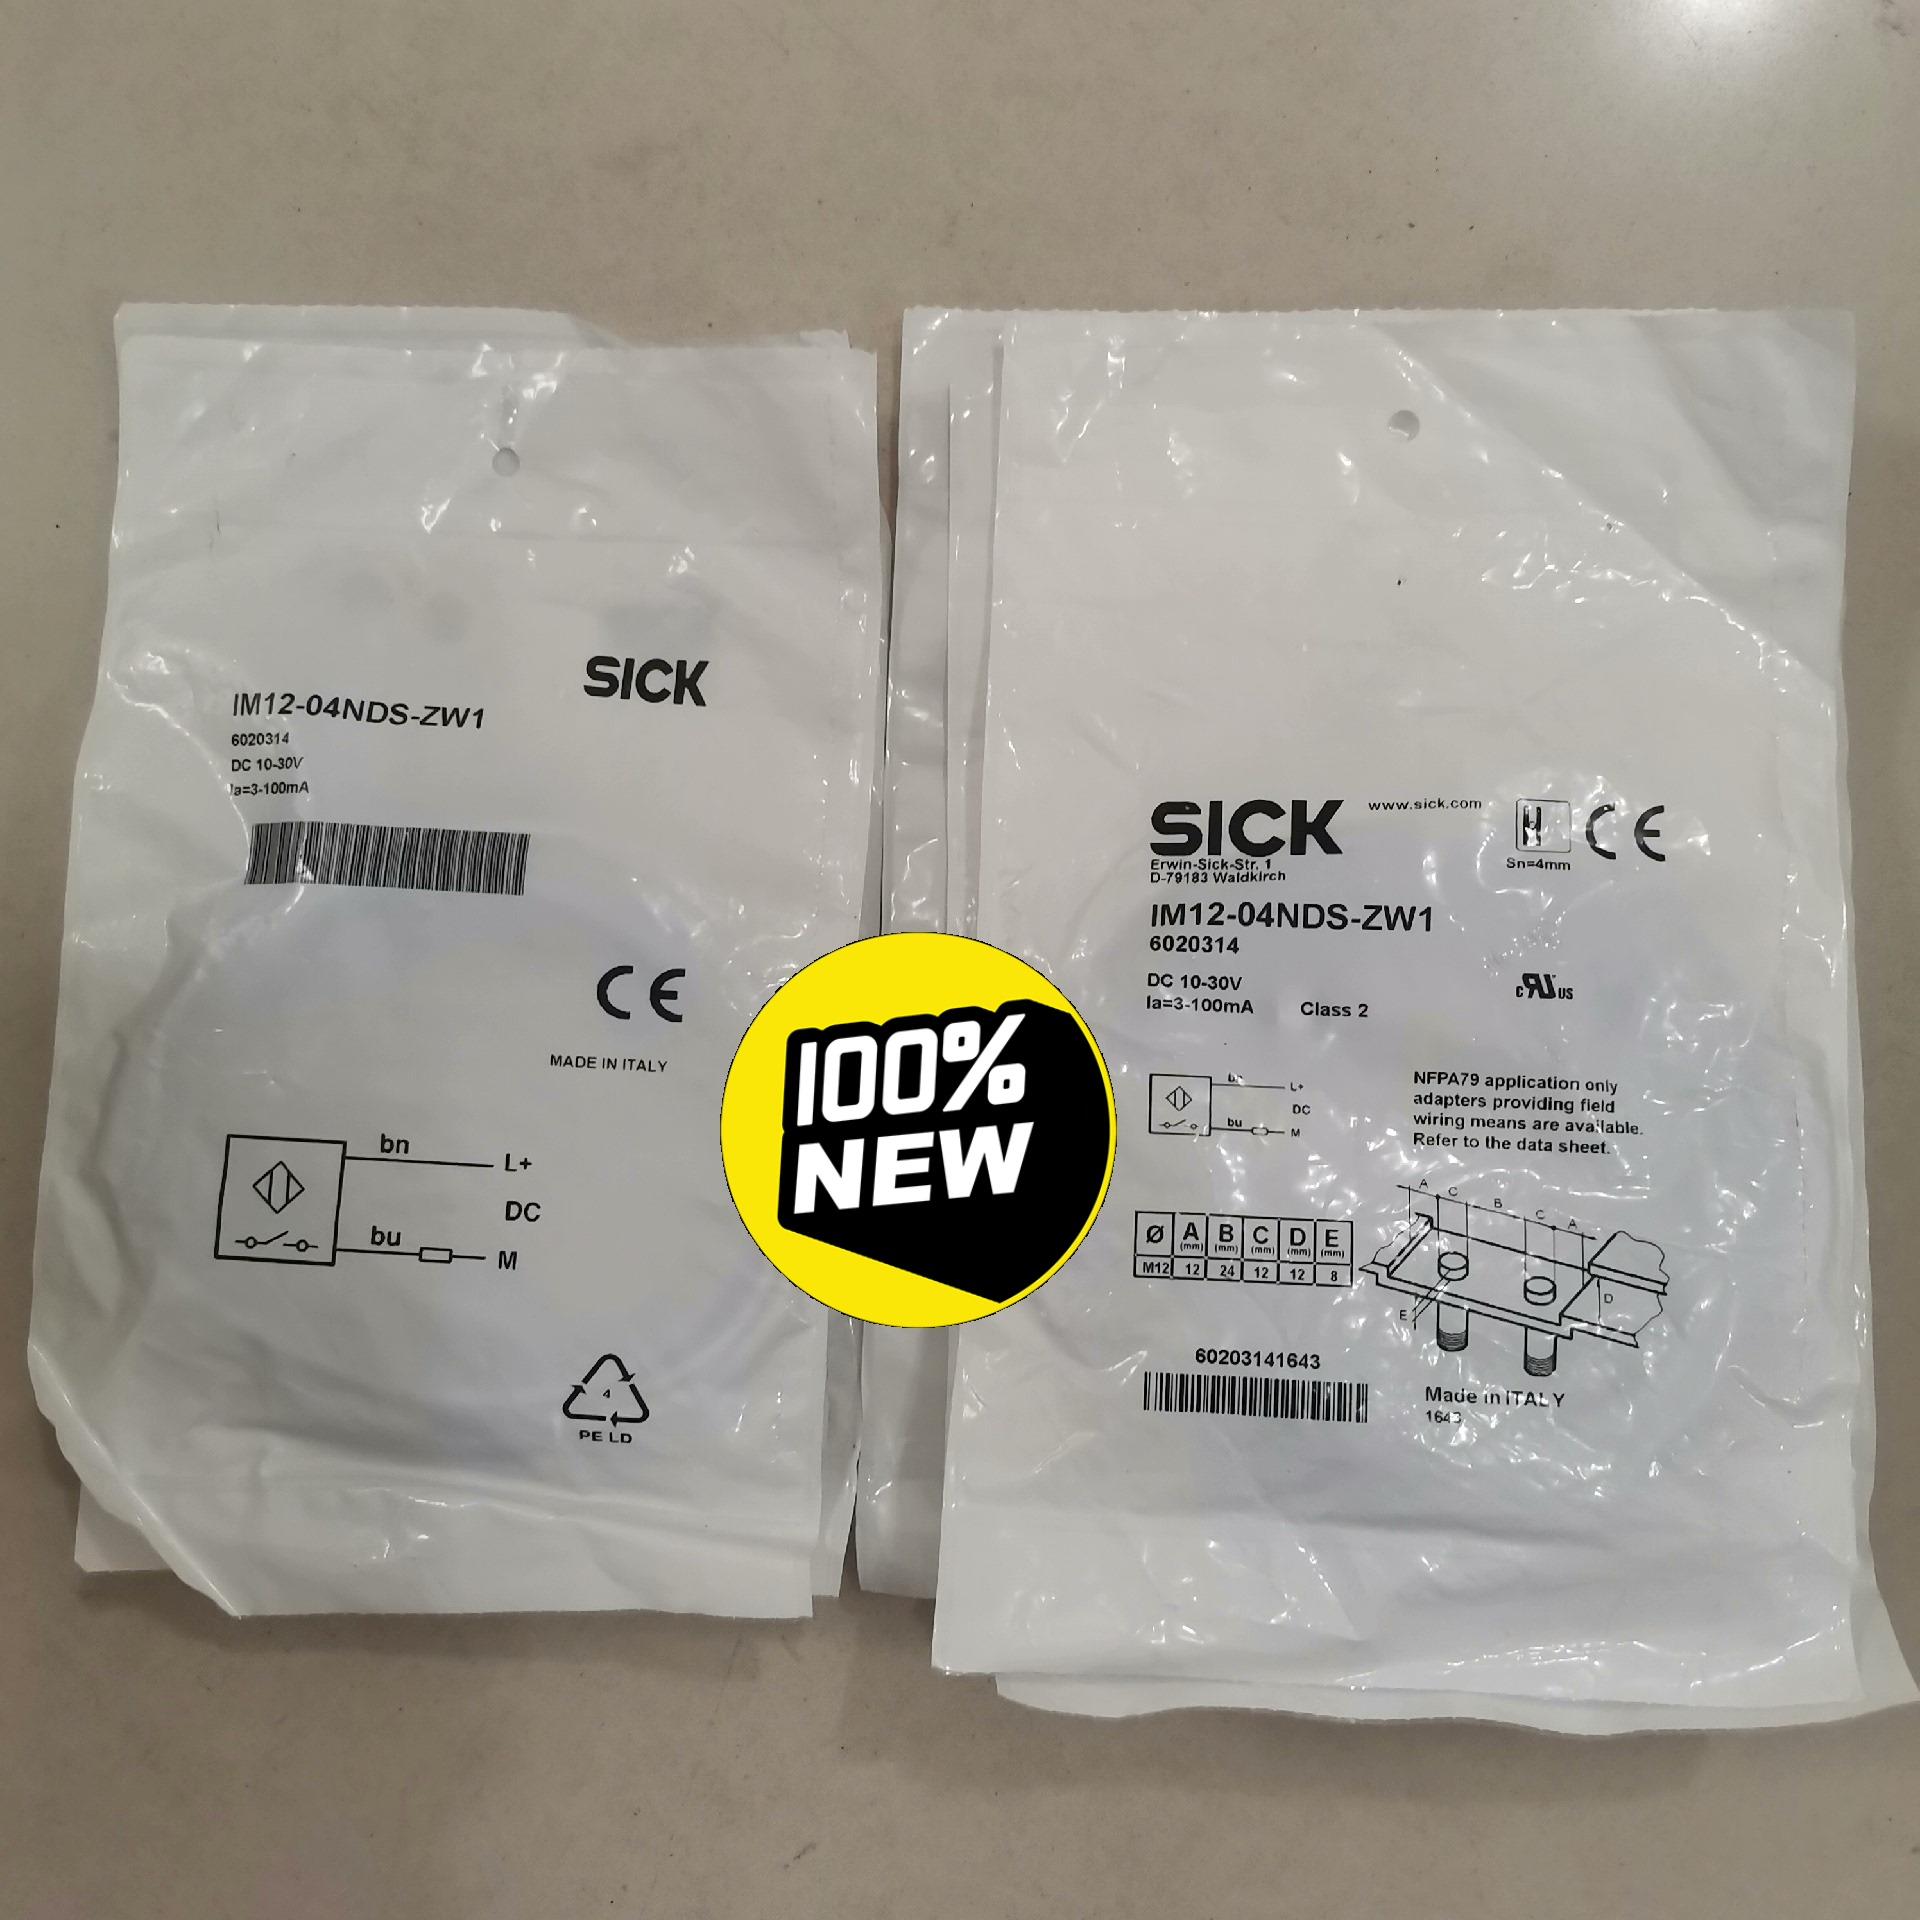 SICK
IM12-04NDS-ZW1
6020314
DC 10-30V
Ia=3-100mA
CE
MADE IN ITALY
bn
L+
DC
bu
M
4
PE LD
100%
NEW
SICK
www.sick.com
CE
Sn=4mm
Erwin-Sick-Str. 1
D-79183 Waldkirch
IM12-04NDS-ZW1
6020314
DC 10-30V
Ia=3-100mA
Class 2
c RU us
L+
DC
bu
M
NFPA79 application only
adapters providing field
wiring means are available.
Refer to the data sheet.
A C B C A
D
E
Ø A B C D E
(mm) (mm) (mm) (mm) (mm)
M12 12 24 12 12 8
60203141643
Made in ITALY
1643